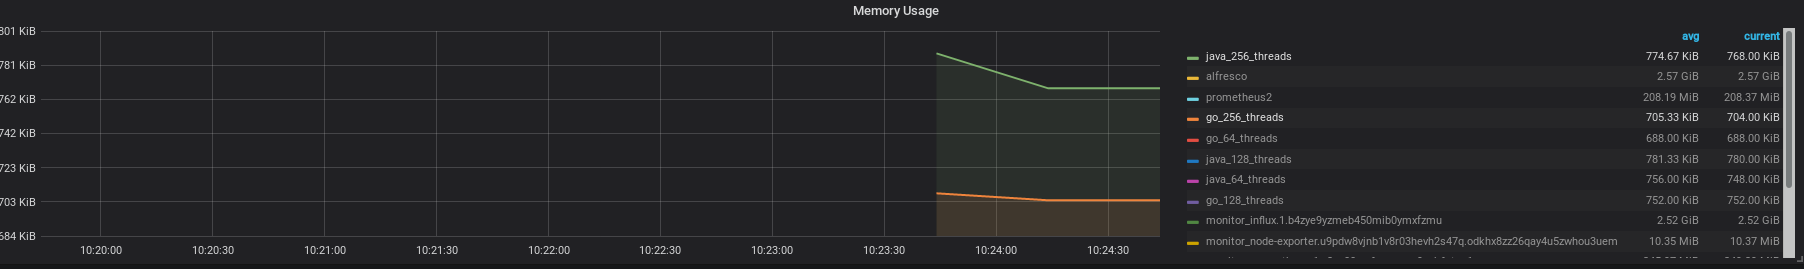 Memory Usage
801 KiB
781 KiB
762 KiB
742 KiB
723 KiB
703 KiB
684 KiB
10:20:00 10:20:30 10:21:00 10:21:30 10:22:00 10:22:30 10:23:00 10:23:30 10:24:00 10:24:30
avg current
java_256_threads 774.67 KiB 768.00 KiB
alfresco 2.57 GiB 2.57 GiB
prometheus2 208.19 MiB 208.37 MiB
go_256_threads 705.33 KiB 704.00 KiB
go_64_threads 688.00 KiB 688.00 KiB
java_128_threads 781.33 KiB 780.00 KiB
java_64_threads 756.00 KiB 748.00 KiB
go_128_threads 752.00 KiB 752.00 KiB
monitor_influx.1.b4zye9yzmeb450mib0ymxfzmu 2.52 GiB 2.52 GiB
monitor_node-exporter.u9pdw8vjnb1v8r03hevh2s47q.odkhx8zz26qay4u5zwhou3uem 10.35 MiB 10.37 MiB